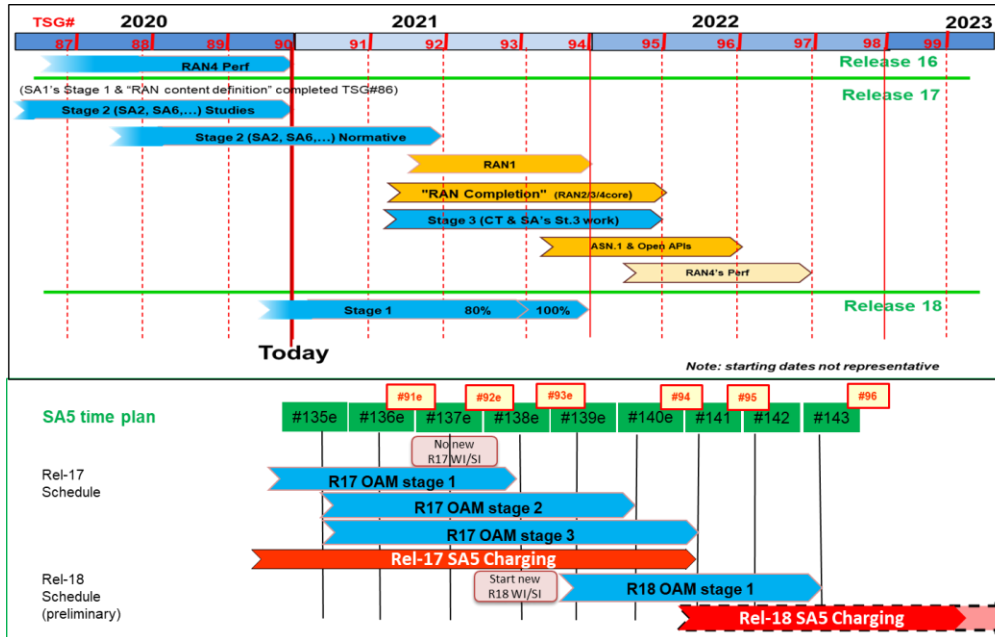 TSG# 2020 2021 2022 2023
87 88 89 90 91 92 93 94 95 96 97 98 99
RAN4 Perf
Release 16
(SA1's Stage 1 & "RAN content definition" completed TSG#86)
Release 17
Stage 2 (SA2, SA6,...) Studies
Stage 2 (SA2, SA6,...) Normative
RAN1
"RAN Completion" (RAN2/3/4core)
Stage 3 (CT & SA's St.3 work)
ASN.1 & Open APIs
RAN4's Perf
Release 18
Stage 1 80% 100%
Today
Note: starting dates not representative
#91e #92e #93e #94 #95 #96
SA5 time plan
#135e #136e #137e #138e #139e #140e #141 #142 #143
No new
R17 WI/SI
Rel-17
Schedule
R17 OAM stage 1
R17 OAM stage 2
R17 OAM stage 3
Rel-17 SA5 Charging
Rel-18
Schedule
(preliminary)
Start new
R18 WI/SI
R18 OAM stage 1
Rel-18 SA5 Charging